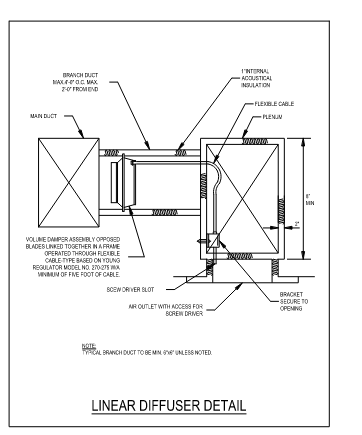 BRANCH DUCT
MAX.4'-0" O.C. MAX.
2'-0" FROM END
1"INTERNAL
ACOUSTICAL
INSULATION
FLEXIBLE CABLE
PLENUM
MAIN DUCT
6"
MIN
2"
VOLUME DAMPER ASSEMBLY OPPOSED
BLADES LINKED TOGETHER IN A FRAME
OPERATED THROUGH FLEXIBLE
CABLE-TYPE BASED ON YOUNG
REGULATOR MODEL NO. 270-275 W/A
MINIMUM OF FIVE FOOT OF CABLE.
SCEW DRIVER SLOT
AIR OUTLET WITH ACCESS FOR
SCREW DRIVER
BRACKET
SECURE TO
OPENING
NOTE:
TYPICAL BRANCH DUCT TO BE MIN. 6"x6" UNLESS NOTED.
LINEAR DIFFUSER DETAIL